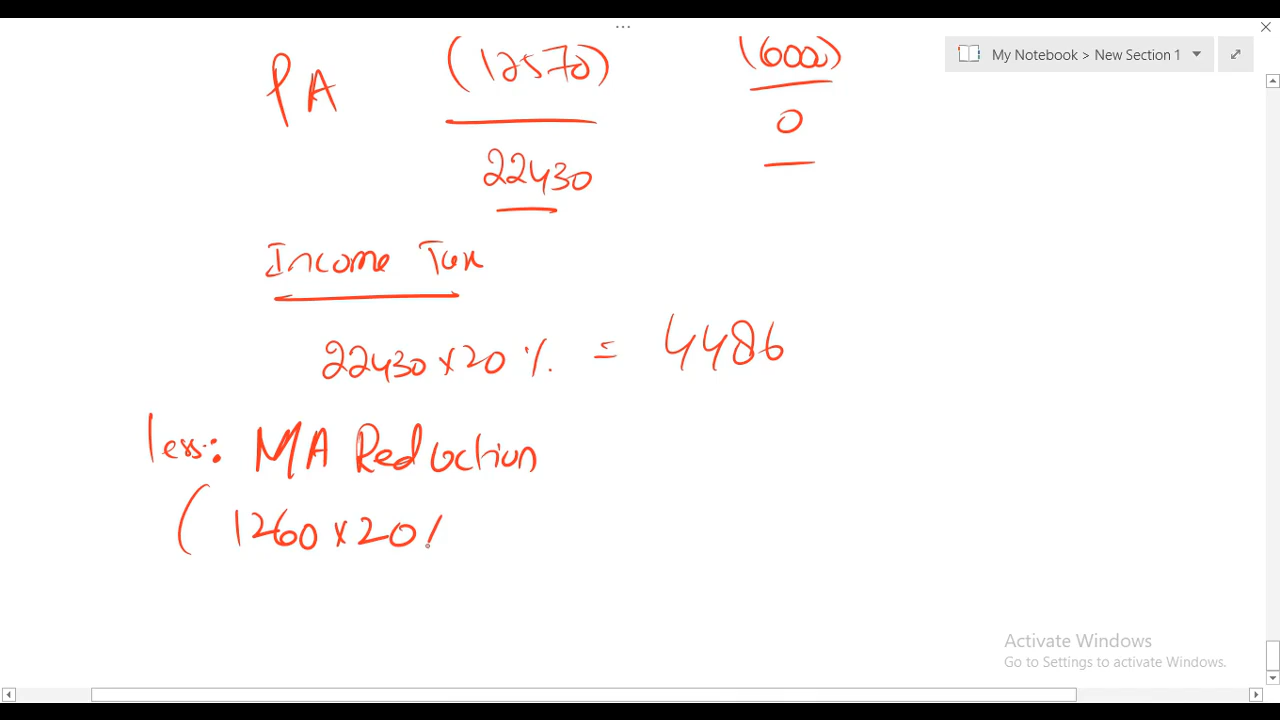 My Notebook > New Section 1
PA (12570) (6000)
22430 0
Income Tax
22430 x 20% = 4486
less: MA Reduction
(1260 x 20%
Activate Windows
Go to Settings to activate Windows.